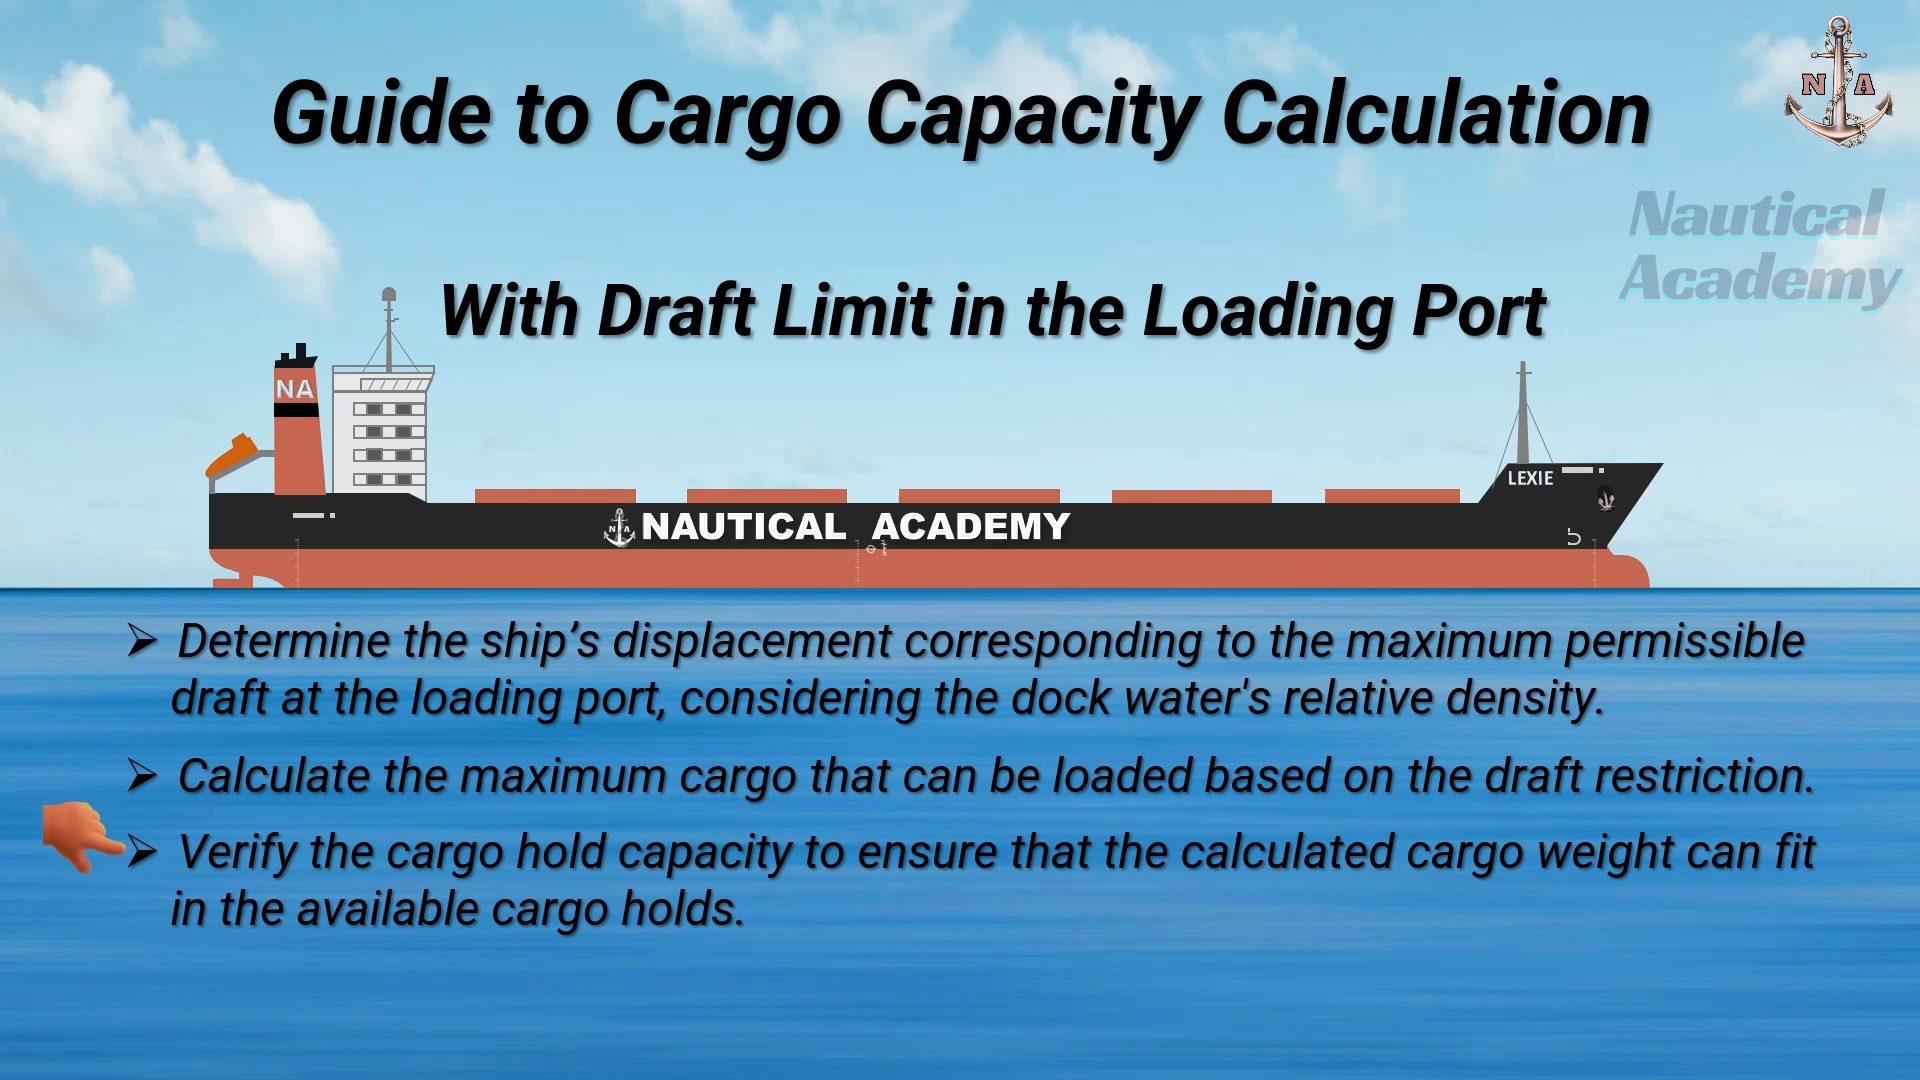 Guide to Cargo Capacity Calculation
N A
Nautical
Academy
With Draft Limit in the Loading Port
NA
LEXIE
NAUTICAL ACADEMY
➢ Determine the ship’s displacement corresponding to the maximum permissible
draft at the loading port, considering the dock water's relative density.
➢ Calculate the maximum cargo that can be loaded based on the draft restriction.
➢ Verify the cargo hold capacity to ensure that the calculated cargo weight can fit
in the available cargo holds.